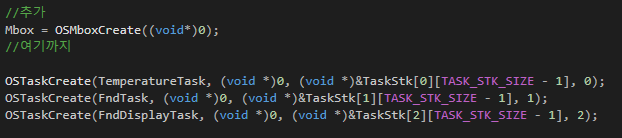 //추가
Mbox = OSMboxCreate((void*)0);
//여기까지
OSTaskCreate(TemperatureTask, (void *)0, (void *)&TaskStk[0][TASK_STK_SIZE - 1], 0);
OSTaskCreate(FndTask, (void *)0, (void *)&TaskStk[1][TASK_STK_SIZE - 1], 1);
OSTaskCreate(FndDisplayTask, (void *)0, (void *)&TaskStk[2][TASK_STK_SIZE - 1], 2);